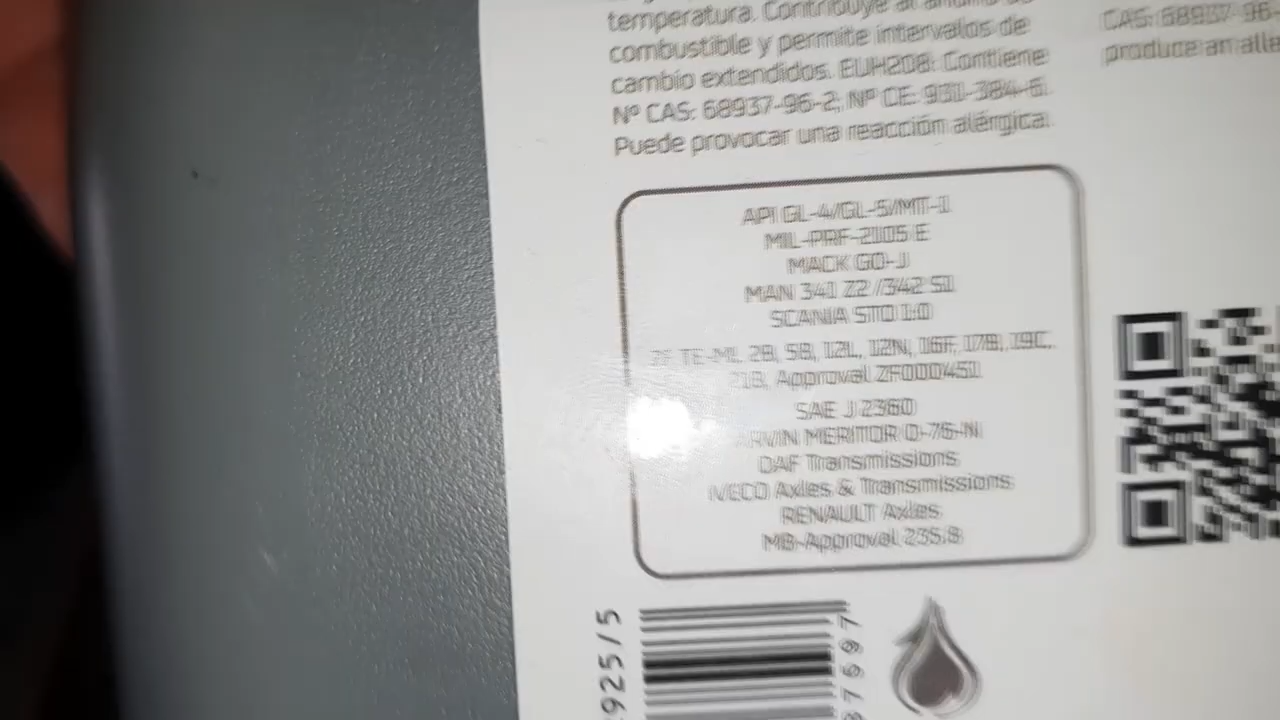 temperatura. Contribuye al ahorro de
combustible y permite intervalos de
cambio extendidos. EUH208: Contiene
Nº CAS: 68937-96-2; Nº CE: 931-384-6.
Puede provocar una reacción alérgica.
CAS: 68937-96-
produce an alle
API GL-4/GL-5/MT-1
MIL-PRF-2105 E
MACK GO-J
MAN 341 Z2 /342 S1
SCANIA STO 1:0
ZF TE-ML 2B, 5B, 12L, 12N, 16F, 17B, 19C,
21B, Approval ZF000451
SAE J 2360
ARVIN MERITOR 0-76-N
DAF Transmissions
IVECO Axles & Transmissions
RENAULT Axles
MB-Approval 235.8
925/5
37697